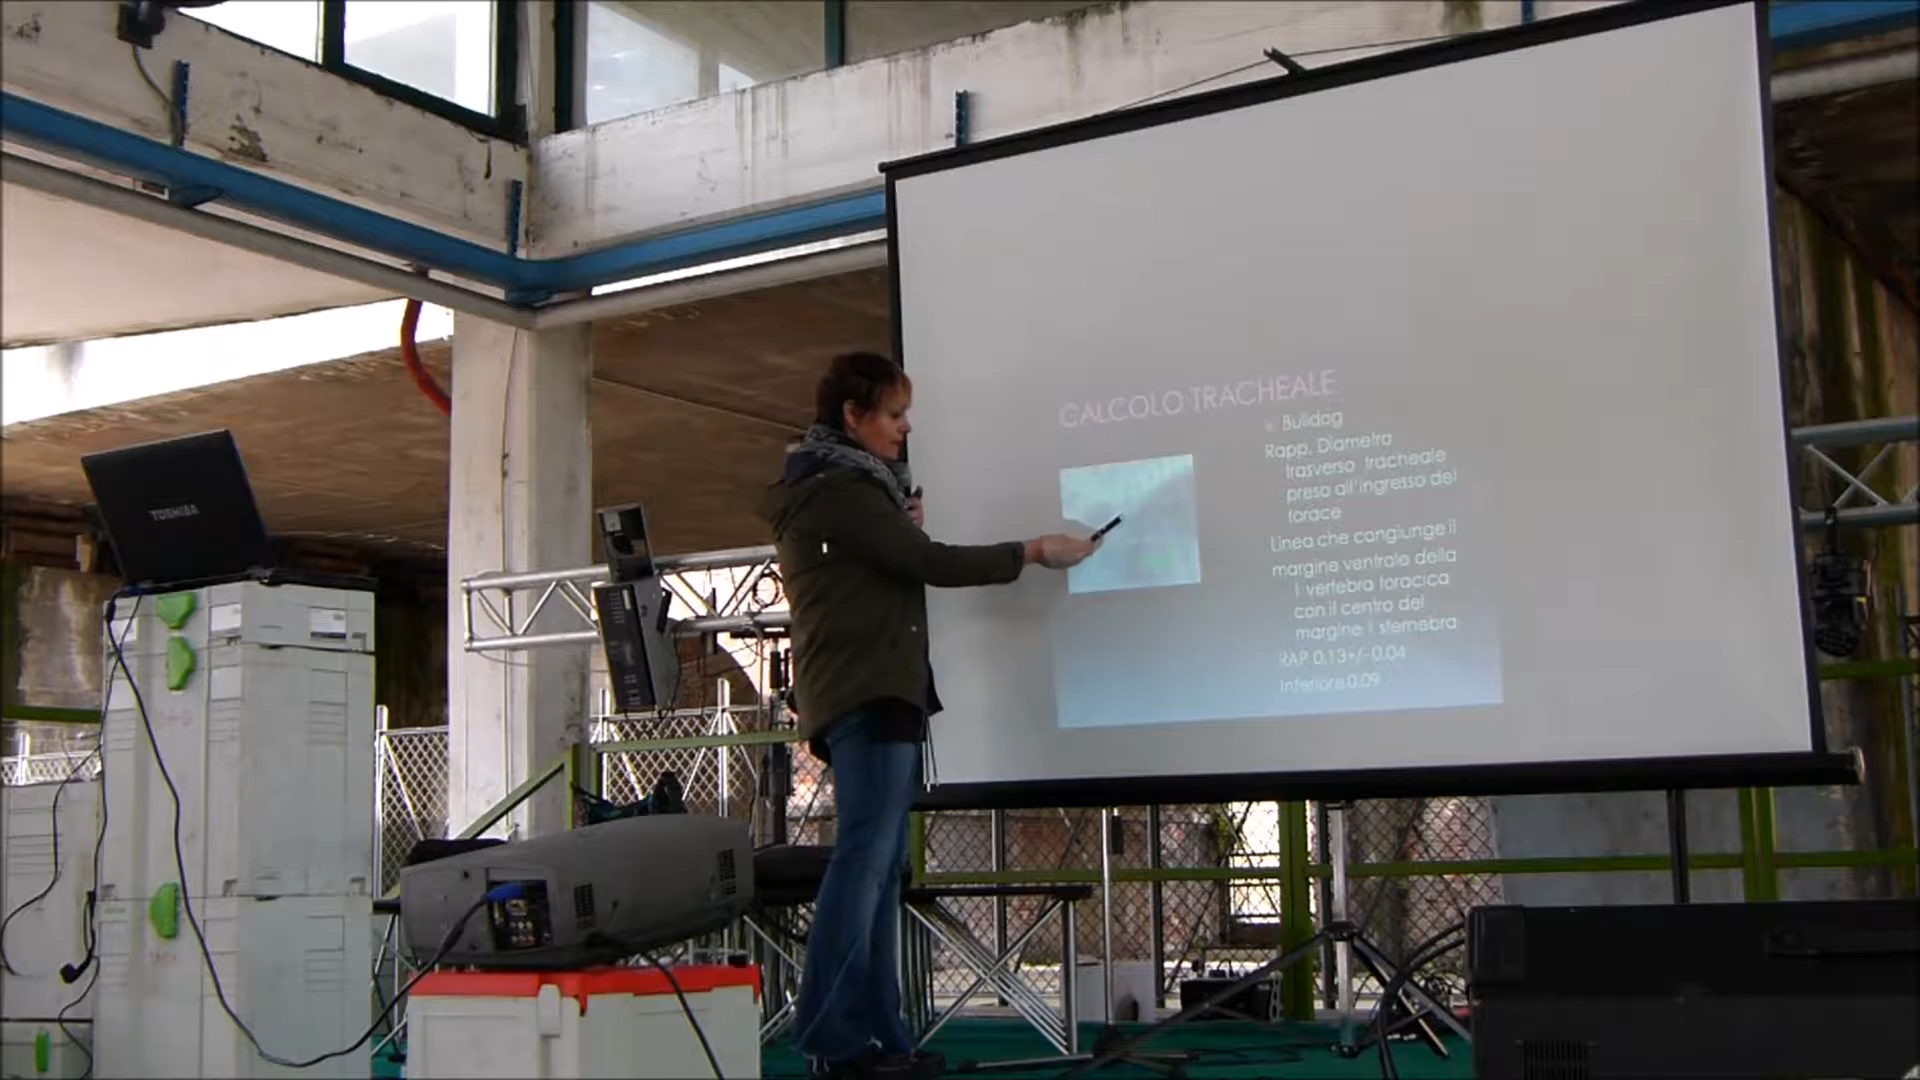 TOSHIBA
CALCOLO TRACHEALE
Bulldog
Rapp. Diametro
trasverso tracheale
preso all'ingresso del
torace
Linea che congiunge il
margine ventrale della
I vertebra toracica
con il centro del
margine I sternebra
RAP 0.13+/-0.04
Inferiore 0.09